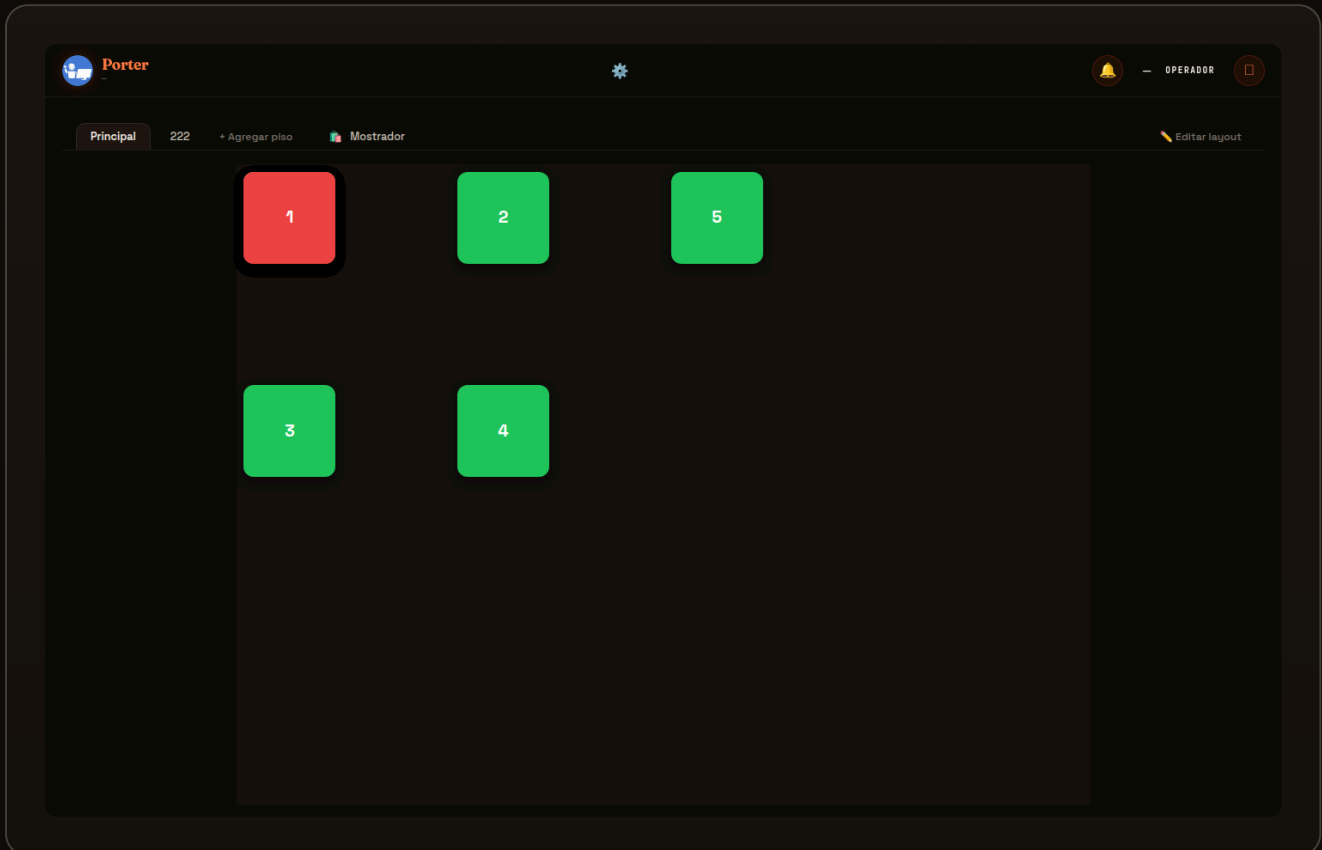 Porter
–
— OPERADOR
Principal
222
+ Agregar piso
Mostrador
Editar layout
1
2
5
3
4